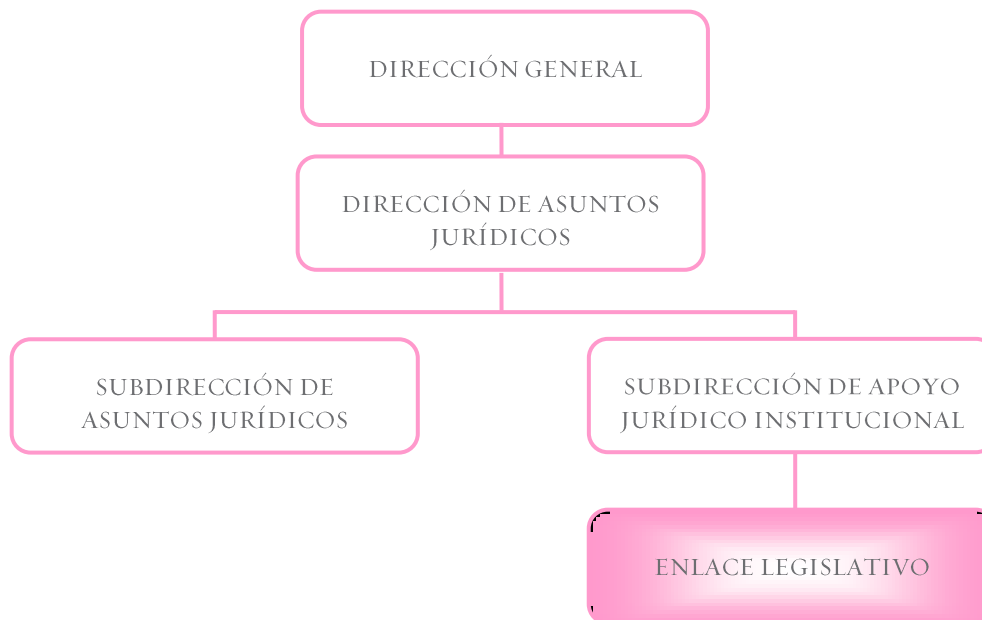 DIRECCIÓN GENERAL
DIRECCIÓN DE ASUNTOS
JURÍDICOS
SUBDIRECCIÓN DE
ASUNTOS JURÍDICOS
SUBDIRECCIÓN DE APOYO
JURÍDICO INSTITUCIONAL
ENLACE LEGISLATIVO